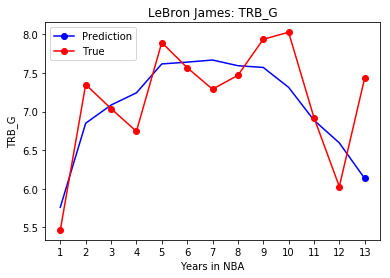 LeBron James: TRB_G
Prediction
True
TRB_G
8.0
7.5
7.0
6.5
6.0
5.5
1 2 3 4 5 6 7 8 9 10 11 12 13
Years in NBA